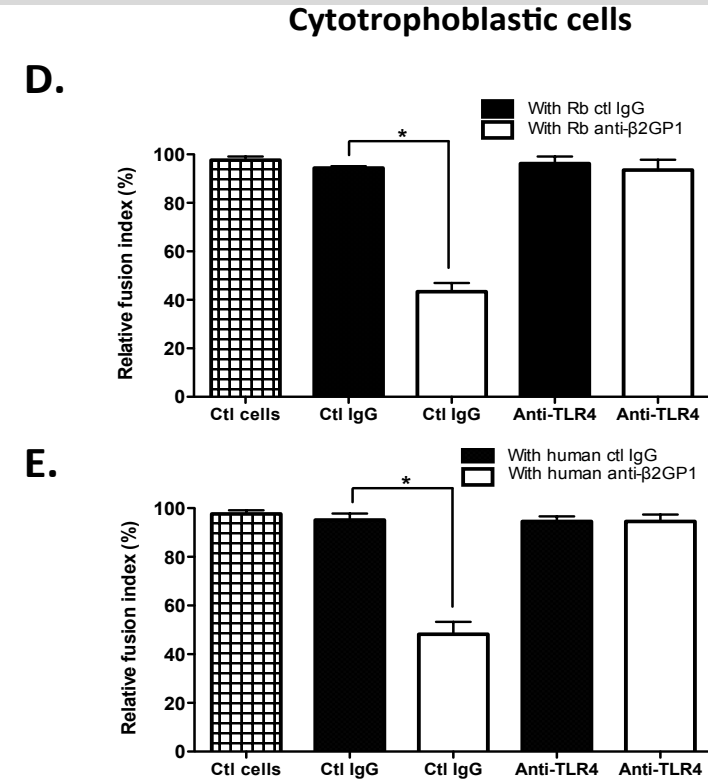 Cytotrophoblastic cells
D.
With Rb ctl IgG
With Rb anti-β2GP1
*
Relative fusion index (%)
100
80
60
40
20
0
Ctl cells Ctl IgG Ctl IgG Anti-TLR4 Anti-TLR4
E.
With human ctl IgG
With human anti-β2GP1
*
Relative fusion index (%)
100
80
60
40
20
0
Ctl cells Ctl IgG Ctl IgG Anti-TLR4 Anti-TLR4